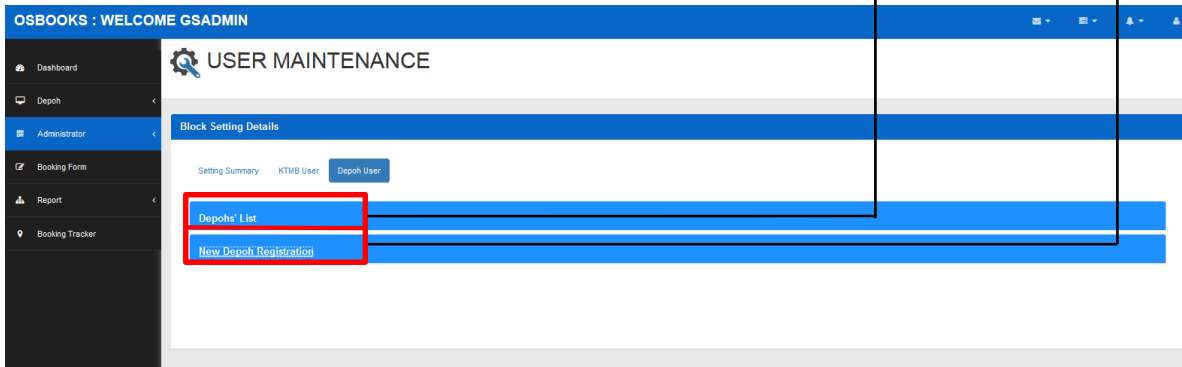 OSBOOKS : WELCOME GSADMIN
USER MAINTENANCE
Dashboard
Depoh
Administrator
Booking Form
Report
Booking Tracker
Block Setting Details
Setting Summary KTMB User Depoh User
Depohs' List
New Depoh Registration